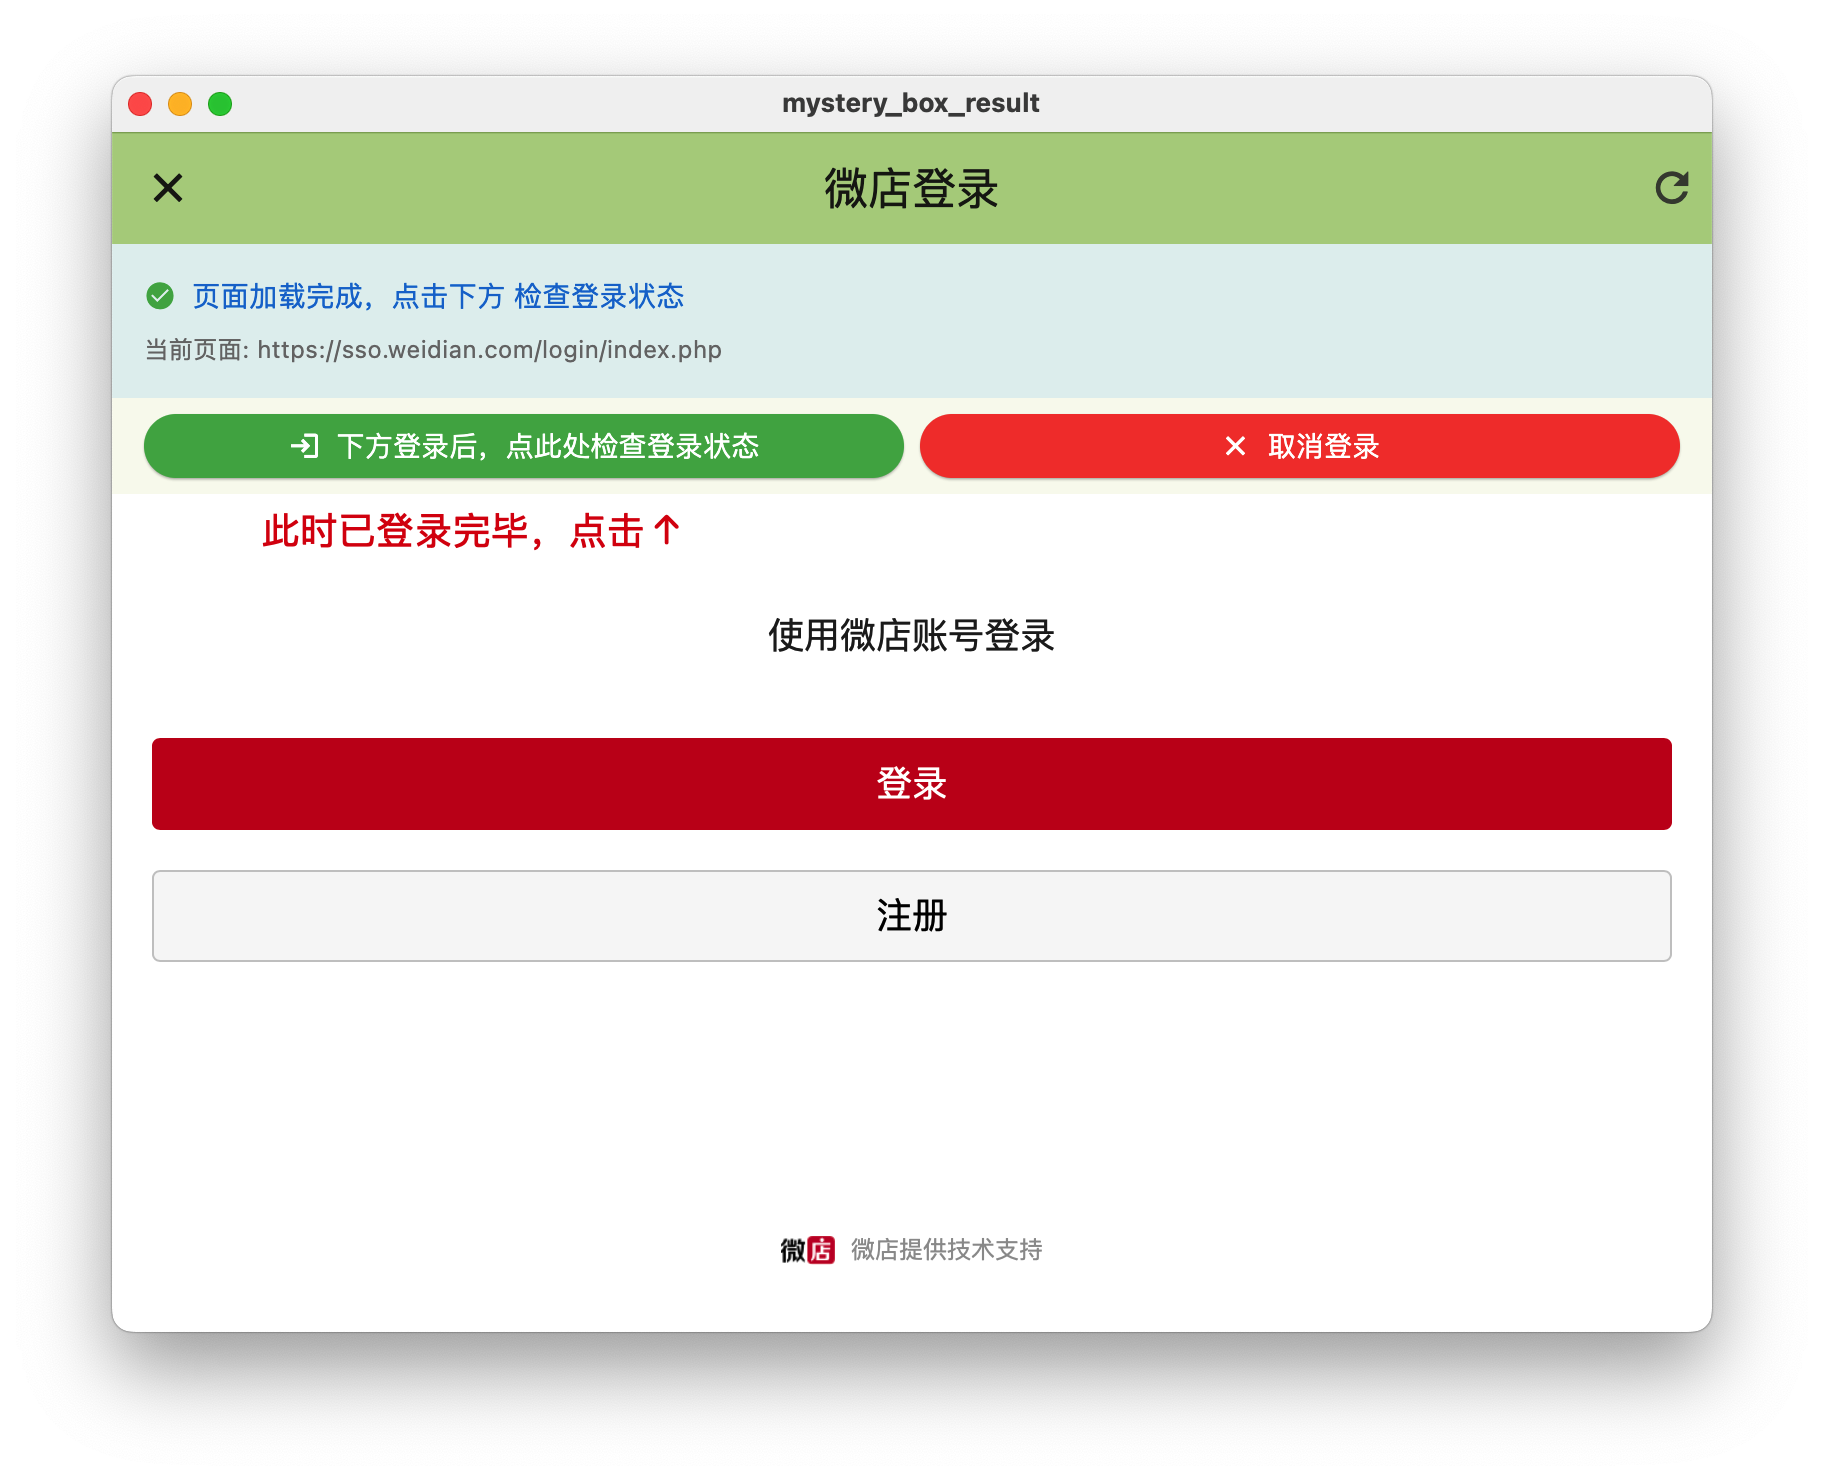 mystery_box_result
微店登录
页面加载完成，点击下方 检查登录状态
当前页面: https://sso.weidian.com/login/index.php
下方登录后，点此处检查登录状态
取消登录
此时已登录完毕，点击↑
使用微店账号登录
登录
注册
微店 微店提供技术支持